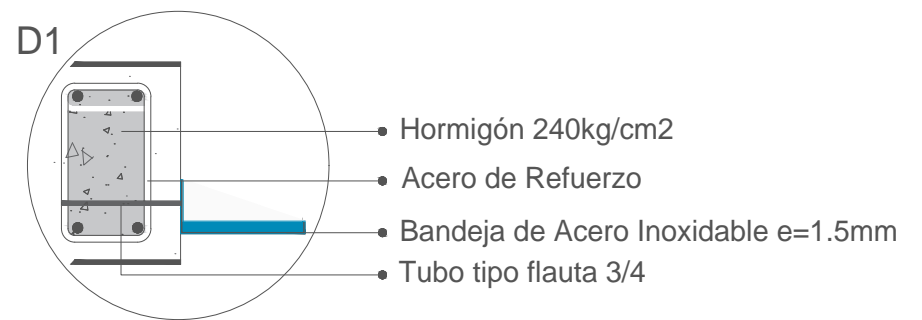 D1
Hormigón 240kg/cm2
Acero de Refuerzo
Bandeja de Acero Inoxidable e=1.5mm
Tubo tipo flauta 3/4